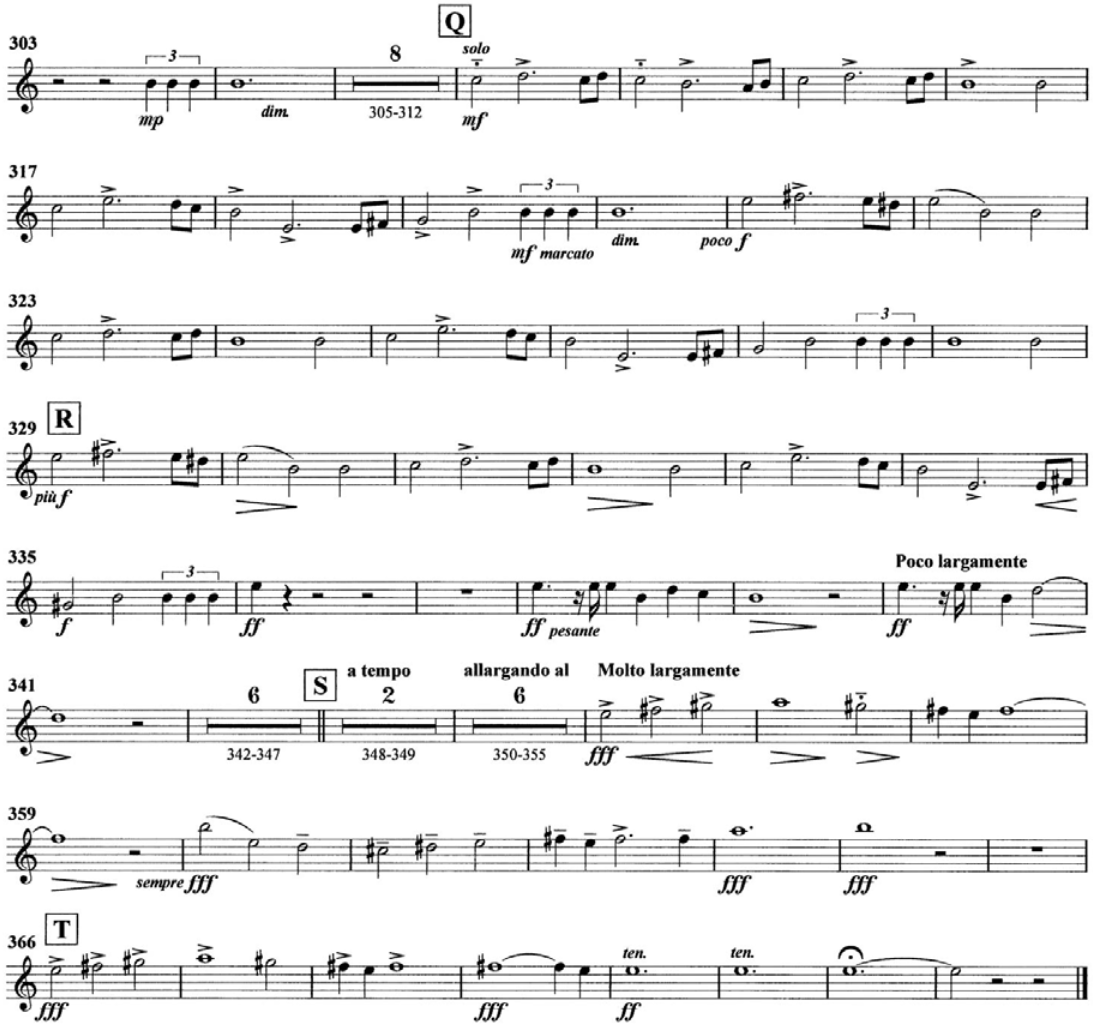 Q
303 3 8 solo
mp dim. 305-312 mf
317 3
mf marcato dim. poco f
323 3
R
329
più f
335 3 Poco largamente
f ff ff pesante ff
341 6 S a tempo 2 allargando al 6 Molto largamente
342-347 348-349 350-355 fff
359
sempre fff fff fff
T
366 ten. ten.
fff fff ff